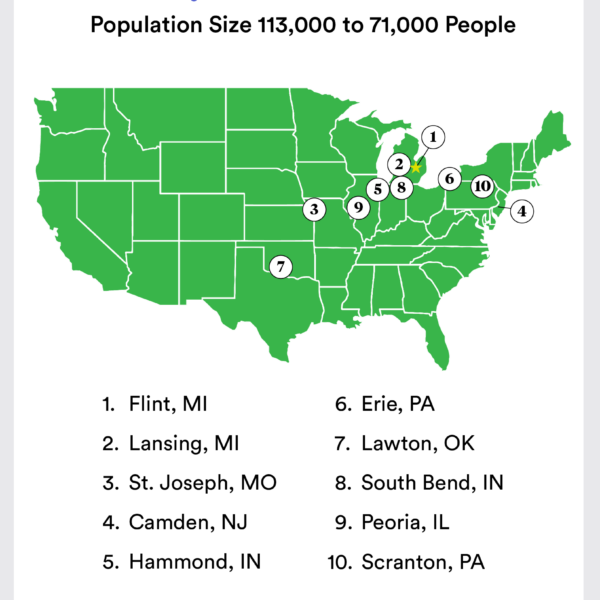 Population Size 113,000 to 71,000 People
1
2
6
5
8
10
3
9
4
7
1. Flint, MI
2. Lansing, MI
3. St. Joseph, MO
4. Camden, NJ
5. Hammond, IN
6. Erie, PA
7. Lawton, OK
8. South Bend, IN
9. Peoria, IL
10. Scranton, PA